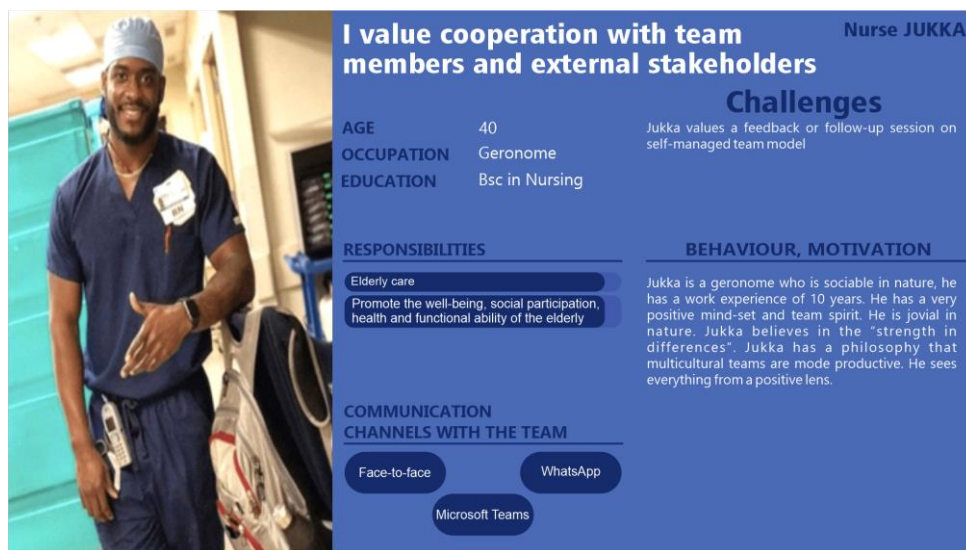 I value cooperation with team
members and external stakeholders
Nurse JUKKA
AGE 40
OCCUPATION Geronome
EDUCATION Bsc in Nursing
Challenges
Jukka values a feedback or follow-up session on
self-managed team model
RESPONSIBILITIES
Elderly care
Promote the well-being, social participation,
health and functional ability of the elderly
BEHAVIOUR, MOTIVATION
Jukka is a geronome who is sociable in nature, he
has a work experience of 10 years. He has a very
positive mind-set and team spirit. He is jovial in
nature. Jukka believes in the "strength in
differences". Jukka has a philosophy that
multicultural teams are mode productive. He sees
everything from a positive lens.
COMMUNICATION
CHANNELS WITH THE TEAM
Face-to-face
WhatsApp
Microsoft Teams
RN